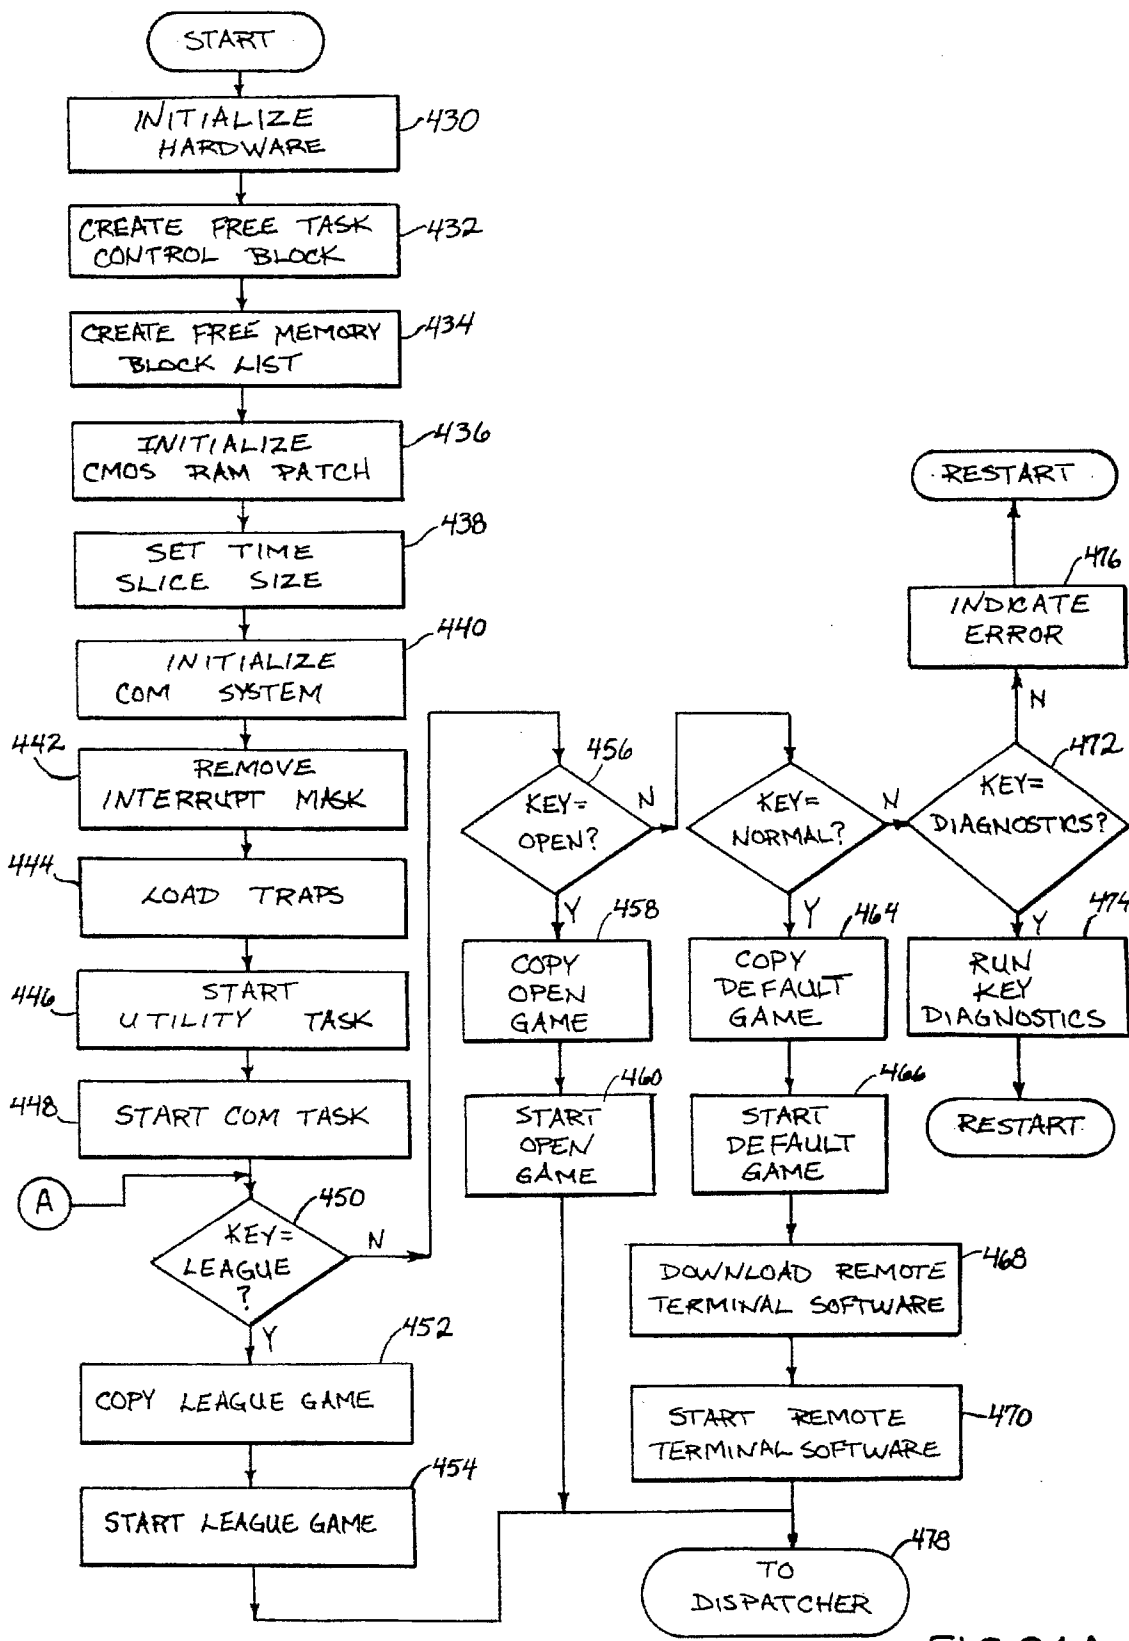 START
INITIALIZE
HARDWARE
430
CREATE FREE TASK
CONTROL BLOCK
432
CREATE FREE MEMORY
BLOCK LIST
434
INITIALIZE
CMOS RAM PATCH
436
SET TIME
SLICE SIZE
438
INITIALIZE
COM SYSTEM
440
442
REMOVE
INTERRUPT MASK
444
LOAD TRAPS
446
START
UTILITY TASK
448
START COM TASK
A
KEY=
LEAGUE
?
450
N
Y
COPY LEAGUE GAME
452
START LEAGUE GAME
454
KEY=
OPEN?
456
N
Y
COPY
OPEN
GAME
458
START
OPEN
GAME
460
KEY=
NORMAL?
N
Y
COPY
DEFAULT
GAME
464
START
DEFAULT
GAME
466
DOWNLOAD REMOTE
TERMINAL SOFTWARE
468
START REMOTE
TERMINAL SOFTWARE
470
RESTART
INDICATE
ERROR
476
N
KEY=
DIAGNOSTICS?
472
Y
RUN
KEY
DIAGNOSTICS
474
RESTART
TO
DISPATCHER
478